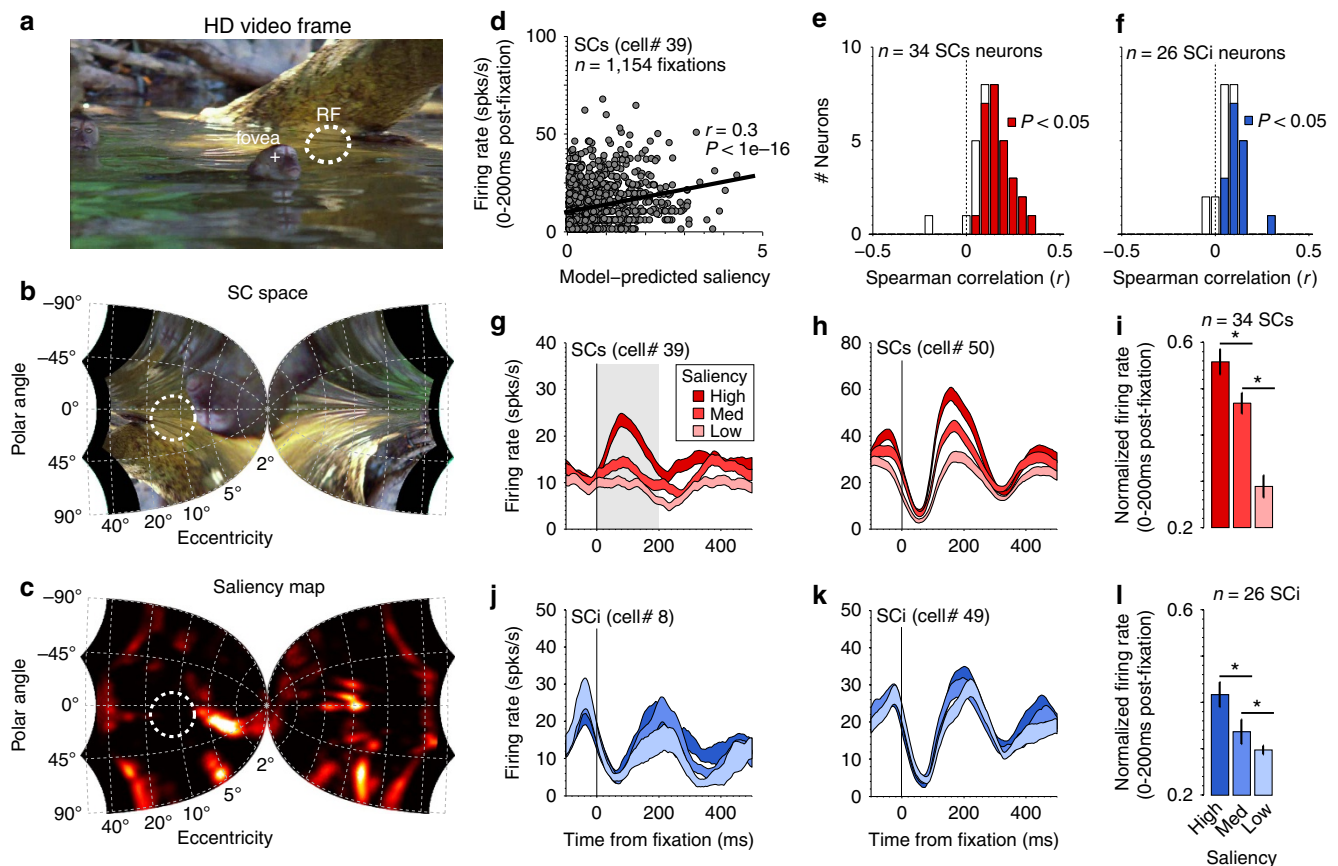 a
HD video frame
RF
fovea
+
b
SC space
−90°
−45°
0°
45°
90°
Polar angle
2°
5°
10°
20°
40°
Eccentricity
c
Saliency map
−90°
−45°
0°
45°
90°
Polar angle
2°
5°
10°
20°
40°
Eccentricity
d
SCs (cell# 39)
n = 1,154 fixations
r = 0.3
P < 1e−16
100
50
0
Firing rate (spks/s)
(0-200ms post-fixation)
0
5
Model–predicted saliency
e
n = 34 SCs neurons
P < 0.05
10
5
0
# Neurons
−0.5
0
0.5
Spearman correlation (r)
f
n = 26 SCi neurons
P < 0.05
−0.5
0
0.5
Spearman correlation (r)
g
SCs (cell# 39)
Saliency
High
Med
Low
40
30
20
10
0
Firing rate (spks/s)
0
200
400
h
SCs (cell# 50)
80
60
40
20
0
0
200
400
i
n = 34 SCs
*
*
0.6
0.2
Normalized firing rate
(0-200ms post-fixation)
j
SCi (cell# 8)
50
40
30
20
10
0
Firing rate (spks/s)
0
200
400
Time from fixation (ms)
k
SCi (cell# 49)
50
40
30
20
10
0
0
200
400
Time from fixation (ms)
l
n = 26 SCi
*
*
0.6
0.2
Normalized firing rate
(0-200ms post-fixation)
High
Med
Low
Saliency